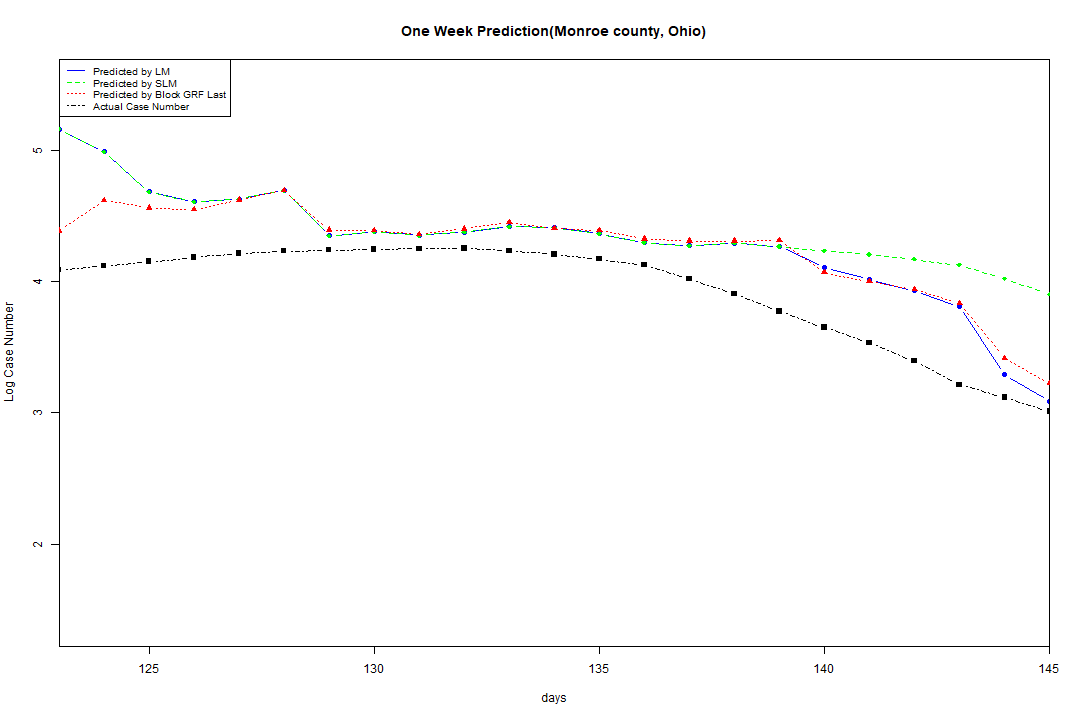 One Week Prediction(Monroe county, Ohio)
Predicted by LM
Predicted by SLM
Predicted by Block GRF Last
Actual Case Number
5
4
3
2
Log Case Number
125 130 135 140 145
days